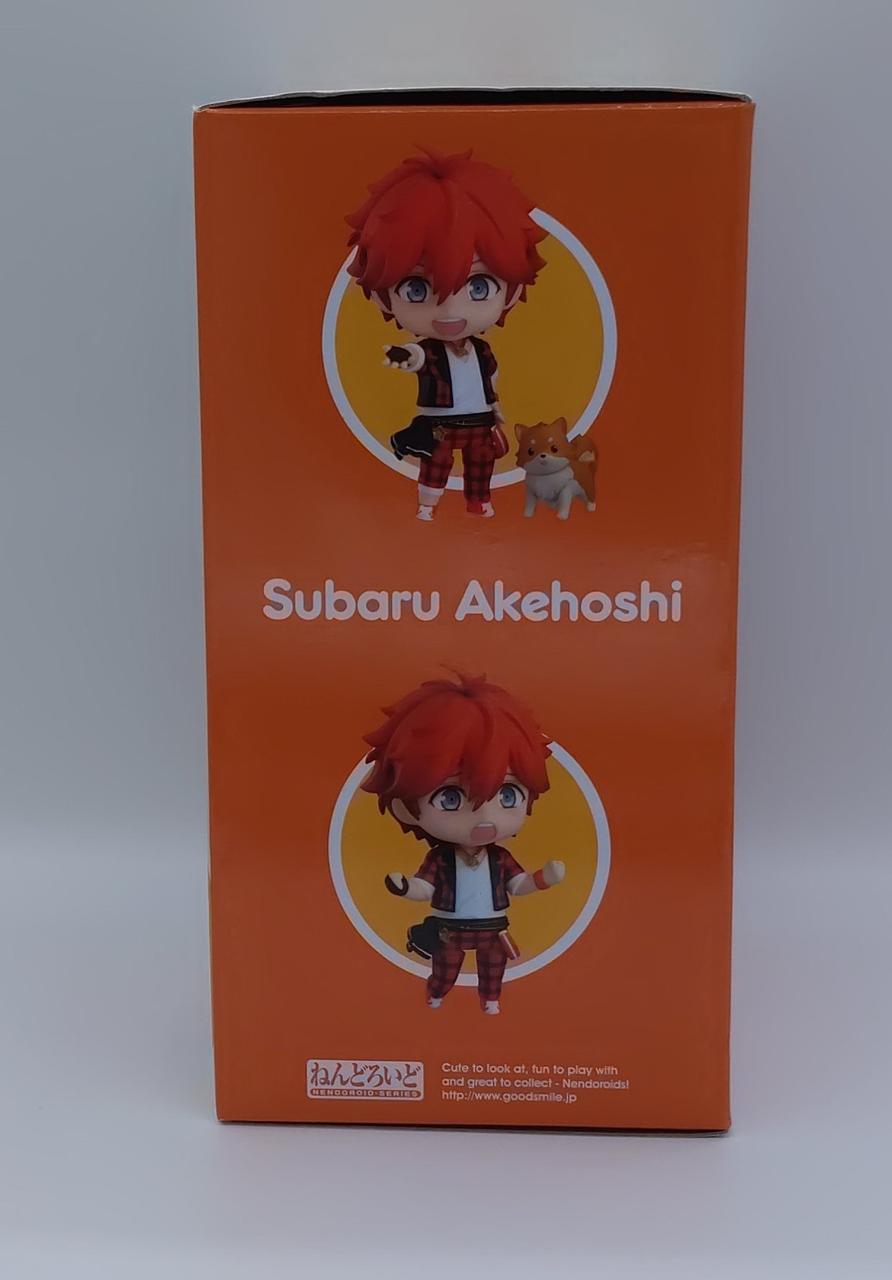 Subaru Akehoshi
ねんどろいど
NENDOROID-SERIES
Cute to look at, fun to play with
and great to collect - Nendoroids!
http://www.goodsmile.jp